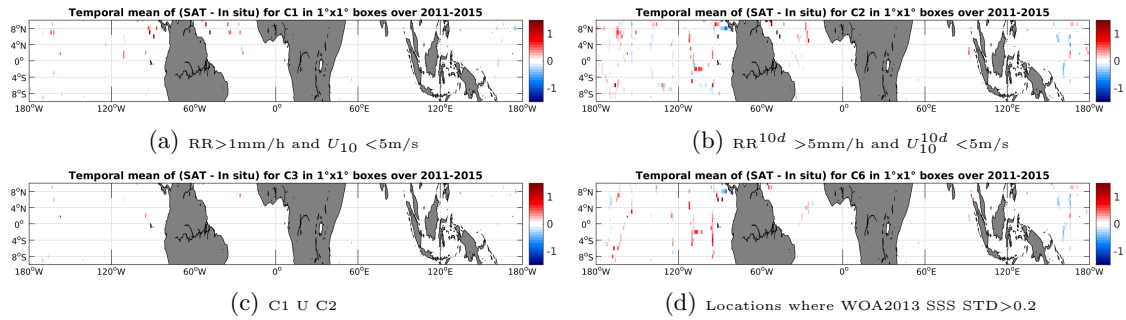 Temporal mean of (SAT - In situ) for C1 in 1°x1° boxes over 2011-2015
8°N
4°N
0°
4°S
8°S
180°W
120°W
60°W
0°
60°E
120°E
180°W
1
0
-1
(a) RR>1mm/h and U10 <5m/s
Temporal mean of (SAT - In situ) for C2 in 1°x1° boxes over 2011-2015
8°N
4°N
0°
4°S
8°S
180°W
120°W
60°W
0°
60°E
120°E
180°W
1
0
-1
(b) RR^10d >5mm/h and U10^10d <5m/s
Temporal mean of (SAT - In situ) for C3 in 1°x1° boxes over 2011-2015
8°N
4°N
0°
4°S
8°S
180°W
120°W
60°W
0°
60°E
120°E
180°W
1
0
-1
(c) C1 U C2
Temporal mean of (SAT - In situ) for C6 in 1°x1° boxes over 2011-2015
8°N
4°N
0°
4°S
8°S
180°W
120°W
60°W
0°
60°E
120°E
180°W
1
0
-1
(d) Locations where WOA2013 SSS STD>0.2